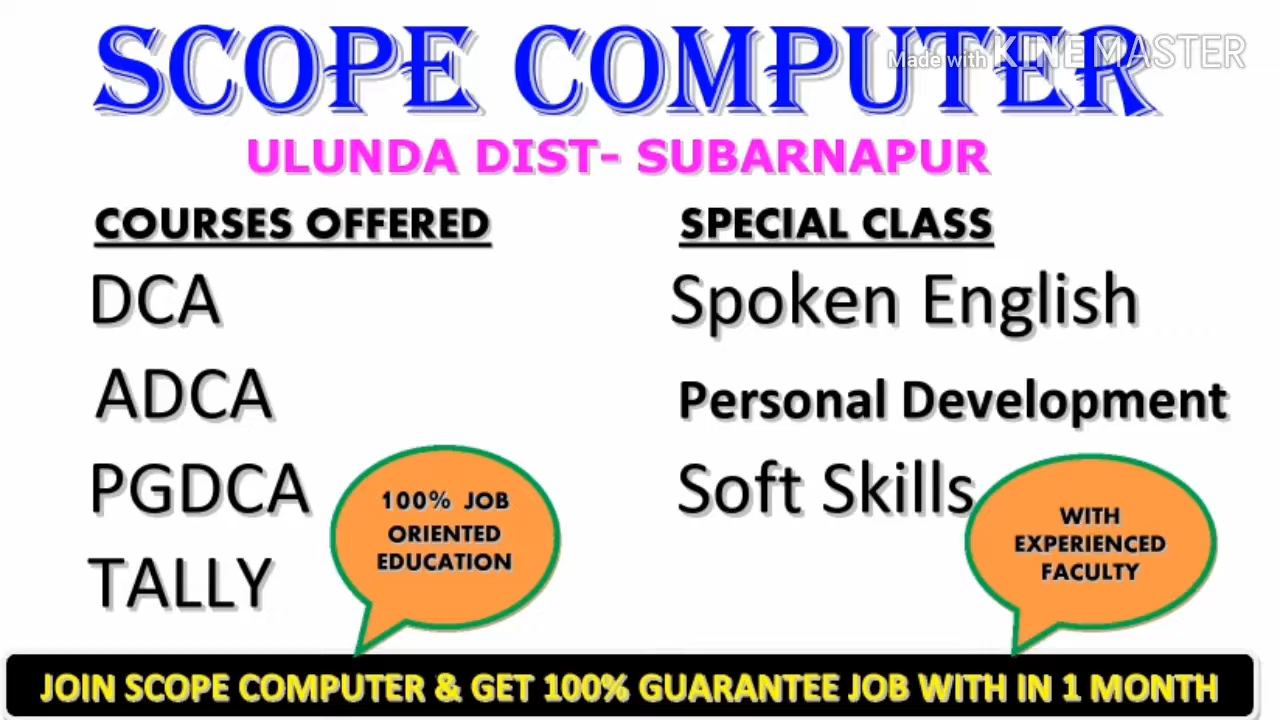 SCOPE COMPUTER
Made with KINEMASTER
ULUNDA DIST- SUBARNAPUR
COURSES OFFERED
DCA
ADCA
PGDCA
TALLY
100% JOB
ORIENTED
EDUCATION
SPECIAL CLASS
Spoken English
Personal Development
Soft Skills
WITH
EXPERIENCED
FACULTY
JOIN SCOPE COMPUTER & GET 100% GUARANTEE JOB WITH IN 1 MONTH